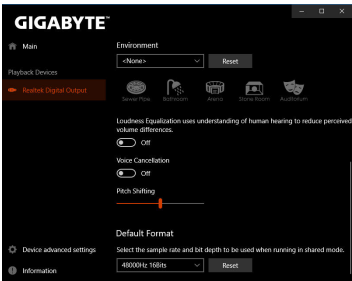 GIGABYTE™
Main
Playback Devices
Realtek Digital Output
Device advanced settings
Information
Environment
<None>
Reset
Sewer Pipe
Bathroom
Arena
Stone Room
Auditorium
Loudness Equalization uses understanding of human hearing to reduce perceived
volume differences.
Off
Voice Cancellation
Off
Pitch Shifting
Default Format
Select the sample rate and bit depth to be used when running in shared mode.
48000Hz 16Bits
Reset